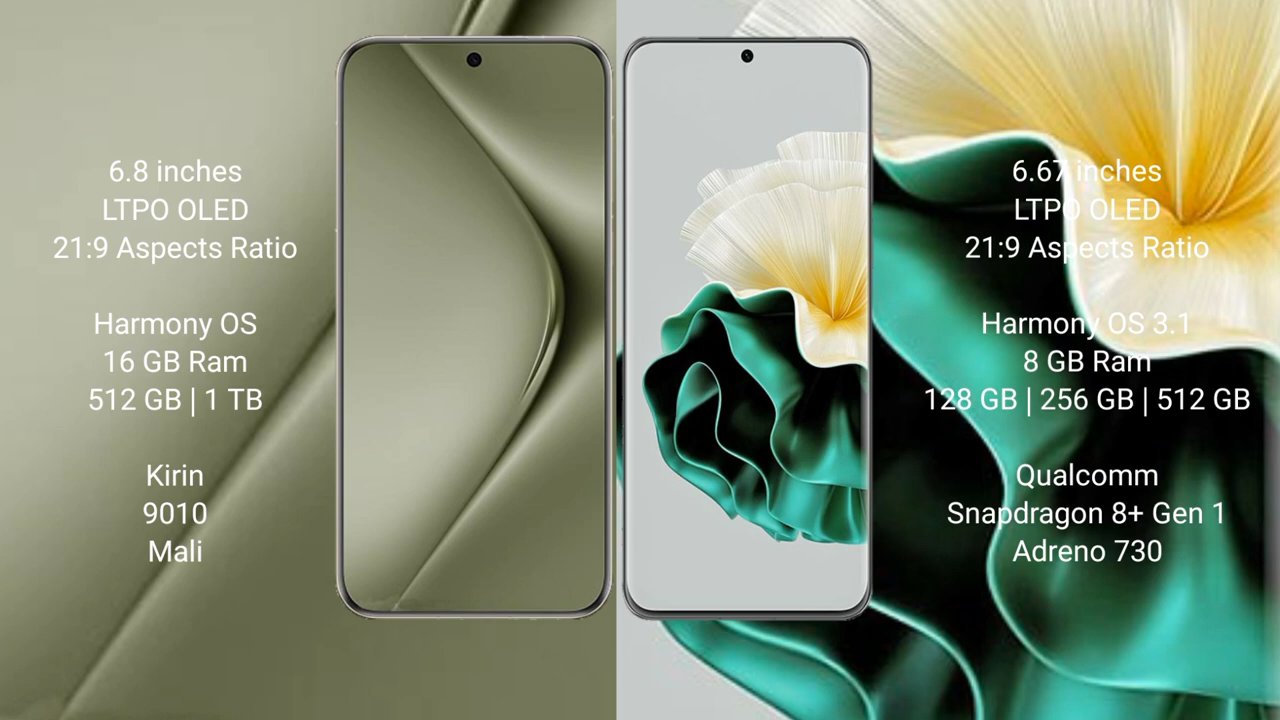 6.8 inches
LTPO OLED
21:9 Aspects Ratio
Harmony OS
16 GB Ram
512 GB | 1 TB
Kirin
9010
Mali
6.67 inches
LTPO OLED
21:9 Aspects Ratio
Harmony OS 3.1
8 GB Ram
128 GB | 256 GB | 512 GB
Qualcomm
Snapdragon 8+ Gen 1
Adreno 730